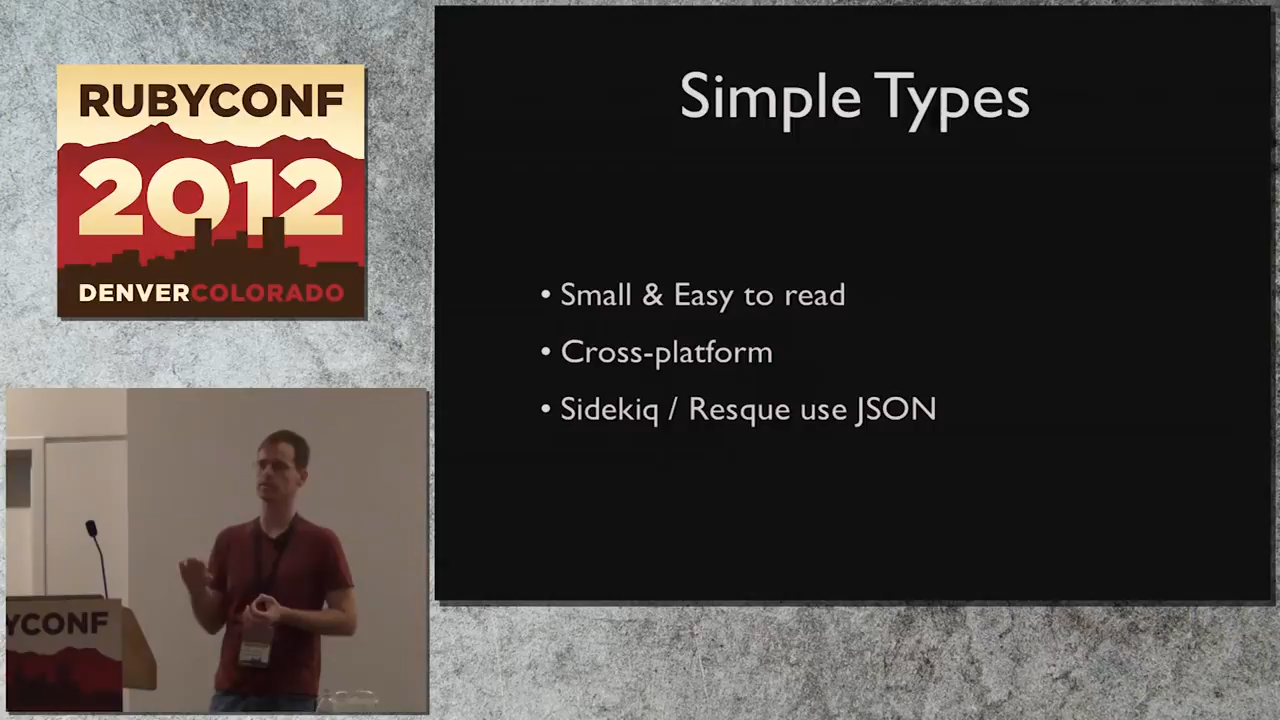 RUBYCONF
2012
DENVERCOLORADO
Simple Types
• Small & Easy to read
• Cross-platform
• Sidekiq / Resque use JSON
YCONF